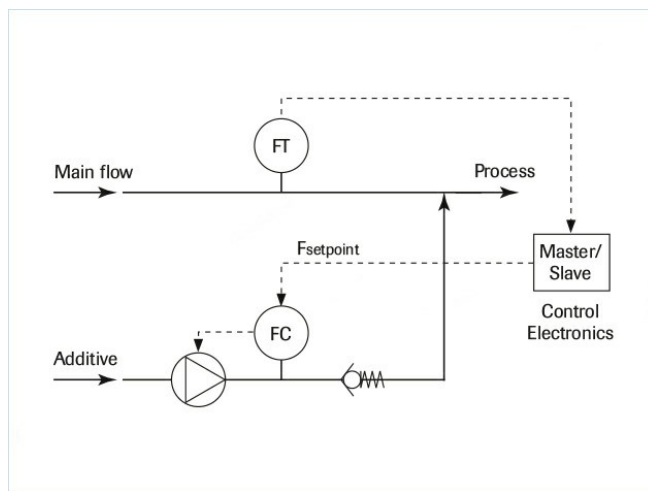 FT
Main flow
Process
Fsetpoint
Master/
Slave
FC
Control
Electronics
Additive